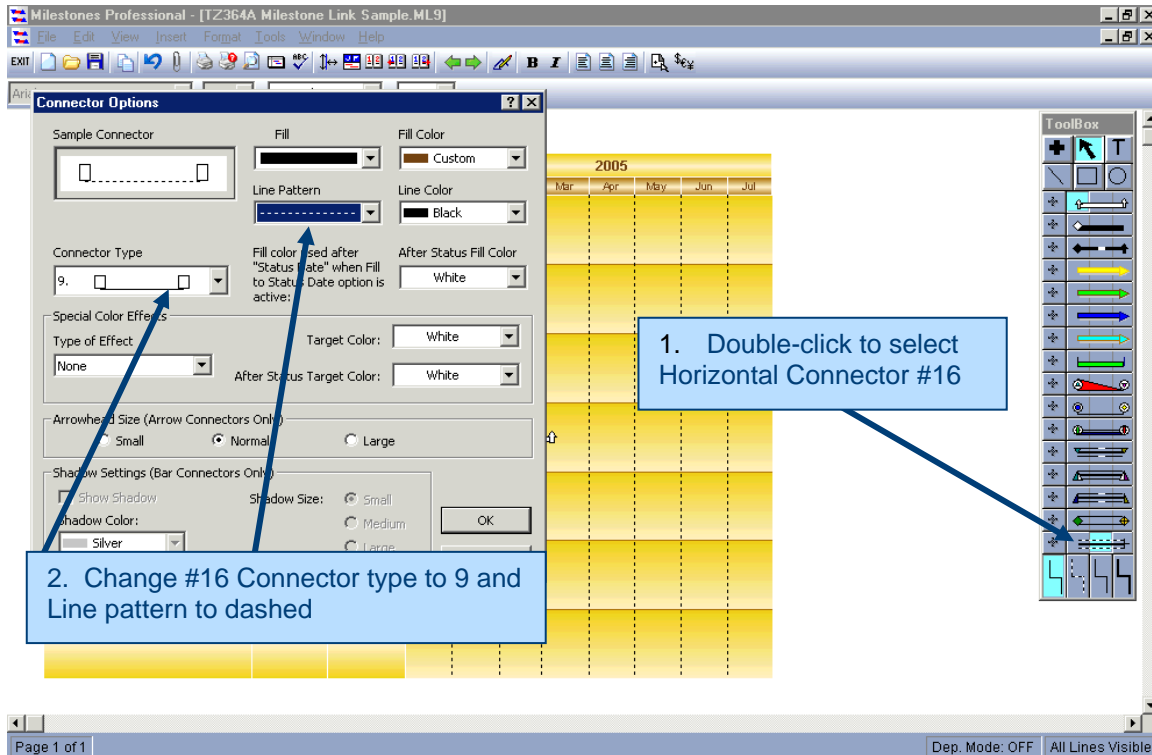 Milestones Professional - [TZ364A Milestone Link Sample.ML9]
File Edit View Insert Format Tools Window Help
EXIT
ABC
B I
Connector Options
ToolBox
T
Sample Connector
Fill
Fill Color
Custom
Line Pattern
Line Color
Black
2005
Mar Apr May Jun Jul
Connector Type
9.
Fill color used after
"Status Date" when Fill
to Status Date option is
active:
After Status Fill Color
White
Special Color Effects
Type of Effect
None
Target Color:
White
After Status Target Color:
White
1. Double-click to select
Horizontal Connector #16
Arrowhead Size (Arrow Connectors Only)
Small
Normal
Large
Shadow Settings (Bar Connectors Only)
Show Shadow
Shadow Size:
Small
Shadow Color:
Medium
Silver
Large
OK
2. Change #16 Connector type to 9 and
Line pattern to dashed
Page 1 of 1
Dep. Mode: OFF
All Lines Visible